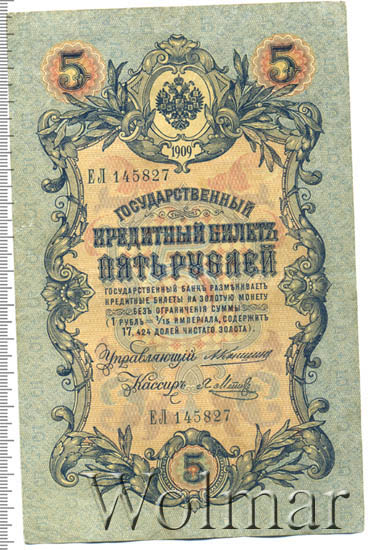 5 5
1909
ЕЛ 145827
ГОСУДАРСТВЕННЫЙ
КРЕДИТНЫЙ БИЛЕТЪ
ПЯТЬ РУБЛЕЙ
ГОСУДАРСТВЕННЫЙ БАНКЪ РАЗМѢНИВАЕТЪ
КРЕДИТНЫЕ БИЛЕТЫ НА ЗОЛОТУЮ МОНЕТУ
БЕЗЪ ОГРАНИЧЕНІЯ СУММЫ
(1 РУБЛЬ = 1/15 ИМПЕРІАЛА, СОДЕРЖИТЪ
17,424 ДОЛЕЙ ЧИСТАГО ЗОЛОТА).
Управляющій
Кассиръ
ЕЛ 145827
5
Wolmar